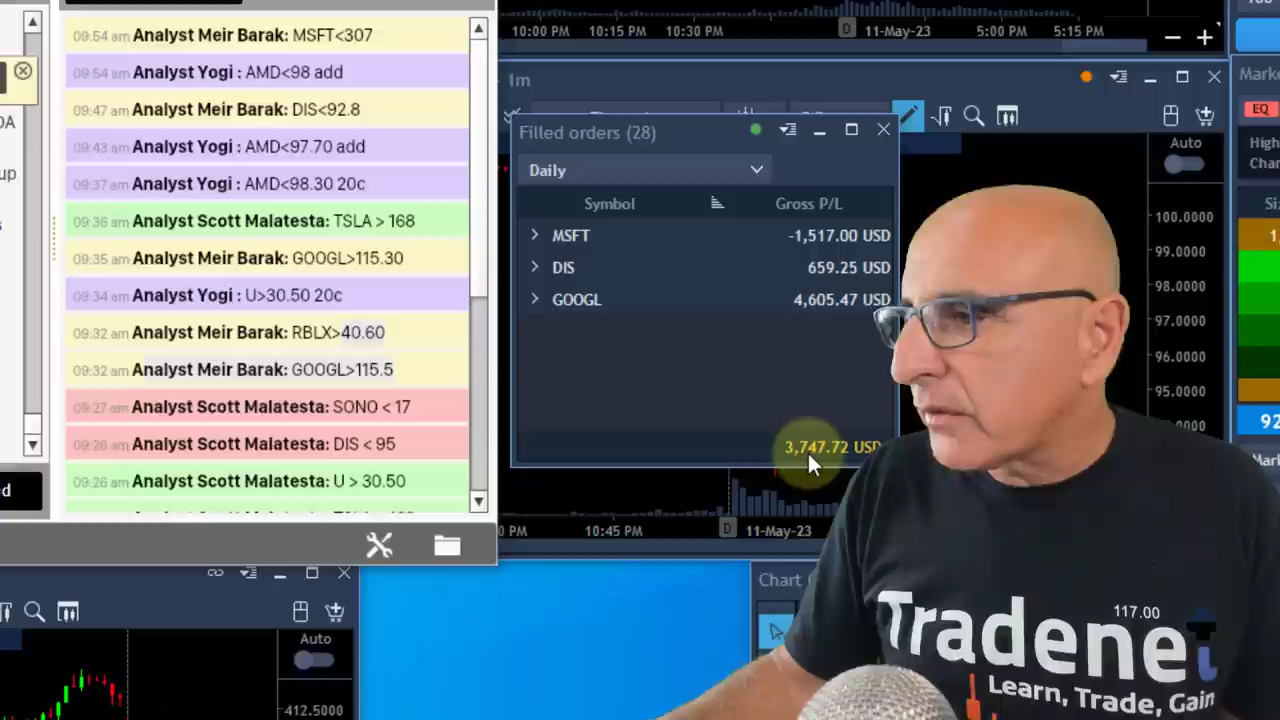 09:54 am Analyst Meir Barak: MSFT<307
09:54 am Analyst Yogi : AMD<98 add
09:47 am Analyst Meir Barak: DIS<92.8
09:43 am Analyst Yogi : AMD<97.70 add
09:37 am Analyst Yogi : AMD<98.30 20c
09:36 am Analyst Scott Malatesta: TSLA > 168
09:35 am Analyst Meir Barak: GOOGL>115.30
09:34 am Analyst Yogi : U>30.50 20c
09:32 am Analyst Meir Barak: RBLX>40.60
09:32 am Analyst Meir Barak: GOOGL>115.5
09:27 am Analyst Scott Malatesta: SONO < 17
09:26 am Analyst Scott Malatesta: DIS < 95
09:26 am Analyst Scott Malatesta: U > 30.50
10:00 PM 10:15 PM 10:30 PM D 11-May-23 5:00 PM 5:15 PM
1m
Filled orders (28)
Daily
Symbol Gross P/L
MSFT -1,517.00 USD
DIS 659.25 USD
GOOGL 4,605.47 USD
3,747.72 USD
10:45 PM D 11-May-23
Auto
100.0000
99.0000
98.0000
97.0000
96.0000
95.0000
EQ
High
Char
92
Auto
412.5000
117.00
Tradenet
Learn, Trade, Gain